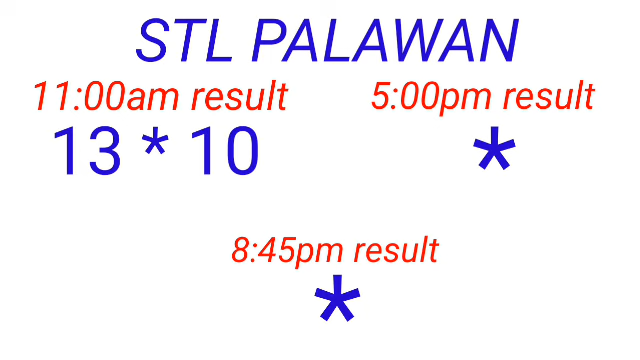 STL PALAWAN
11:00am result
13 * 10
5:00pm result
*
8:45pm result
*